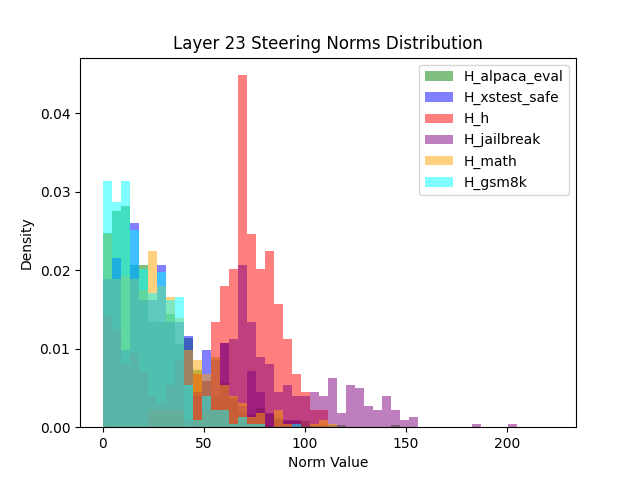 Layer 23 Steering Norms Distribution
H_alpaca_eval
H_xstest_safe
H_h
H_jailbreak
H_math
H_gsm8k
0.04
0.03
0.02
0.01
0.00
Density
0
50
100
150
200
Norm Value